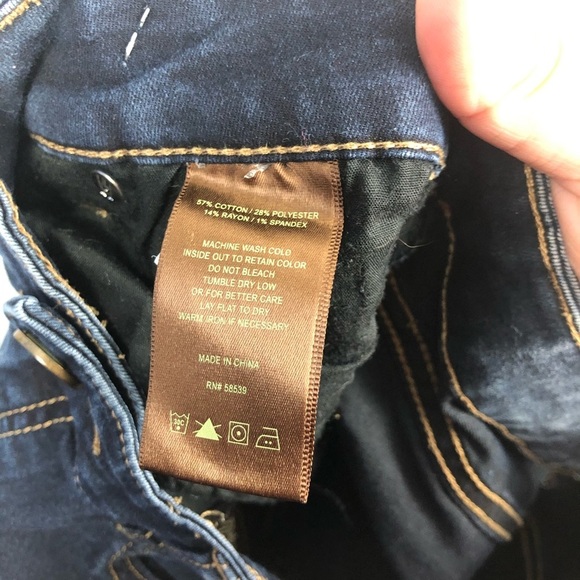 57% COTTON / 28% POLYESTER
14% RAYON / 1% SPANDEX
MACHINE WASH COLD
INSIDE OUT TO RETAIN COLOR
DO NOT BLEACH
TUMBLE DRY LOW
OR FOR BETTER CARE
LAY FLAT TO DRY
WARM IRON IF NECESSARY
MADE IN CHINA
RN# 58539